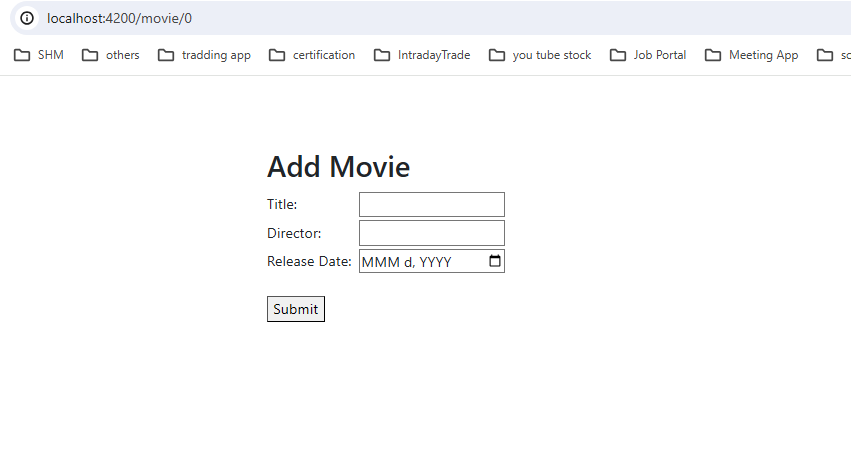 localhost:4200/movie/0
SHM others tradding app certification IntradayTrade you tube stock Job Portal Meeting App
Add Movie
Title:
Director:
Release Date: MMM d, YYYY
Submit